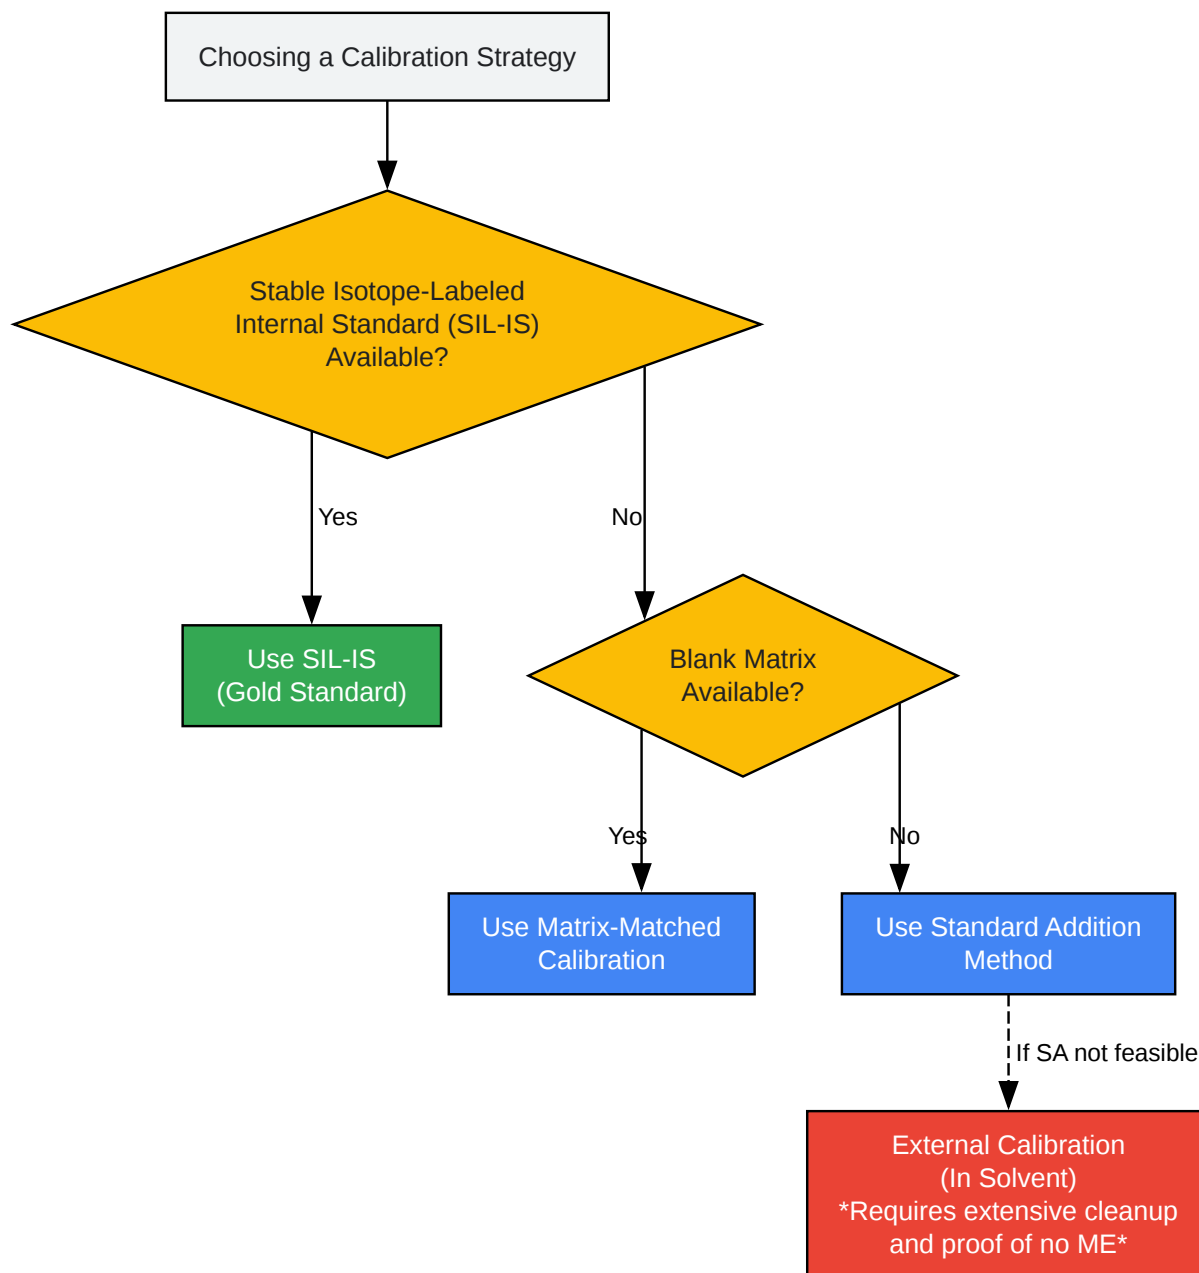 Choosing a Calibration Strategy
Stable Isotope-Labeled
Internal Standard (SIL-IS)
Available?
Yes
No
Use SIL-IS
(Gold Standard)
Blank Matrix
Available?
Yes
No
Use Matrix-Matched
Calibration
Use Standard Addition
Method
If SA not feasible
External Calibration
(In Solvent)
*Requires extensive cleanup
and proof of no ME*